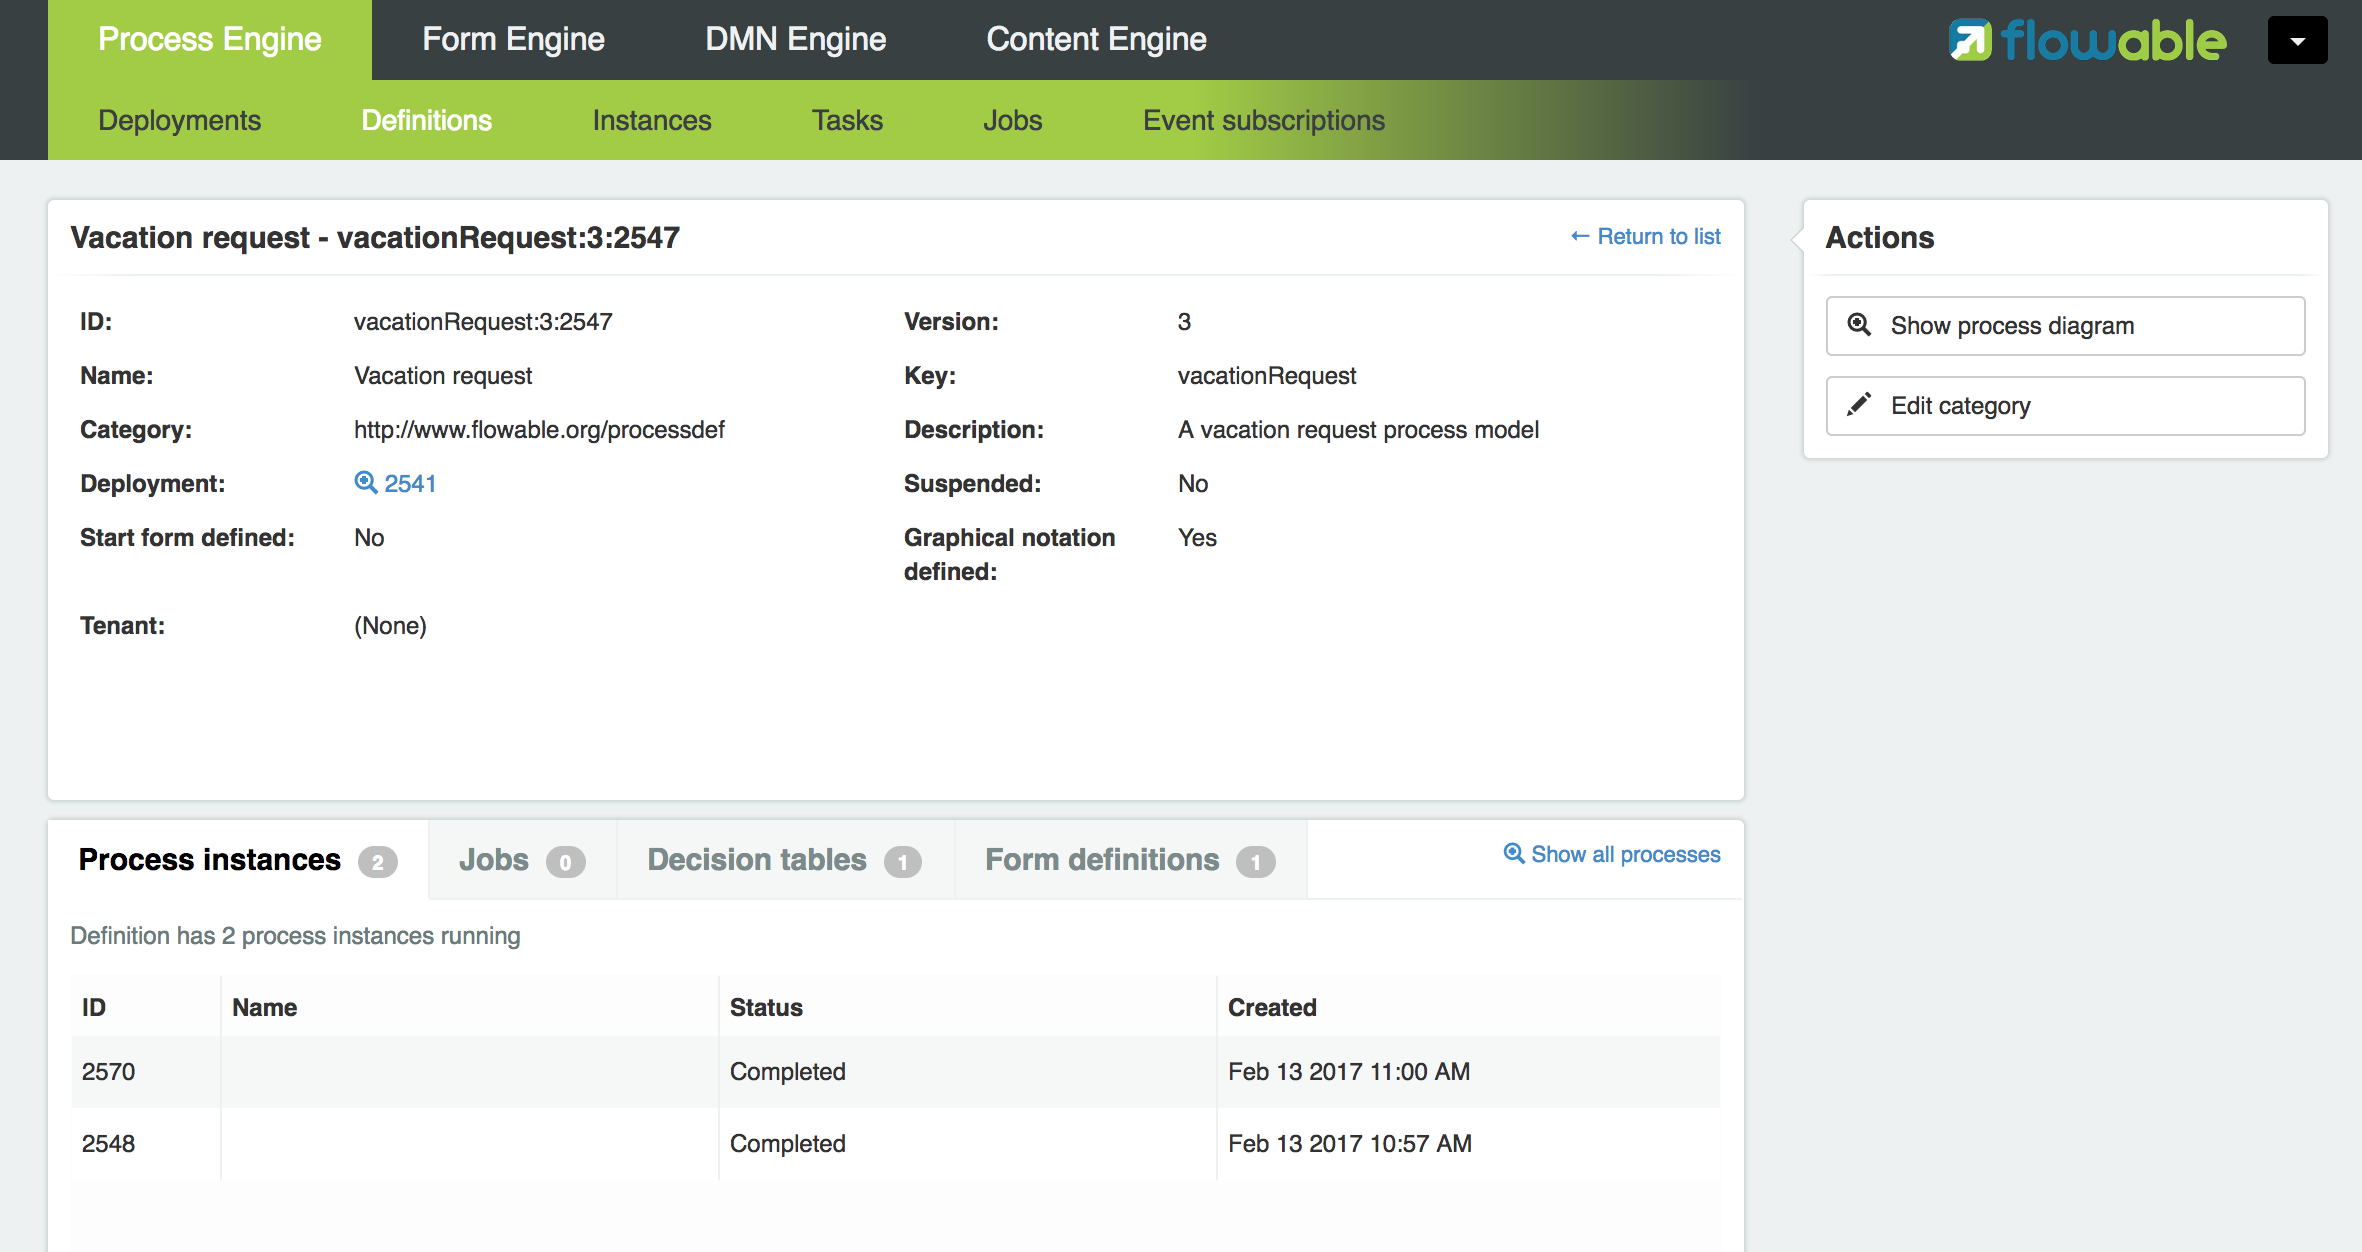 Process Engine Form Engine DMN Engine Content Engine flowable
Deployments Definitions Instances Tasks Jobs Event subscriptions
Vacation request - vacationRequest:3:2547 ← Return to list
ID: vacationRequest:3:2547 Version: 3
Name: Vacation request Key: vacationRequest
Category: http://www.flowable.org/processdef Description: A vacation request process model
Deployment: 2541 Suspended: No
Start form defined: No Graphical notation defined: Yes
Tenant: (None)
Actions
Show process diagram
Edit category
Process instances 2 Jobs 0 Decision tables 1 Form definitions 1 Show all processes
Definition has 2 process instances running
ID Name Status Created
2570 Completed Feb 13 2017 11:00 AM
2548 Completed Feb 13 2017 10:57 AM